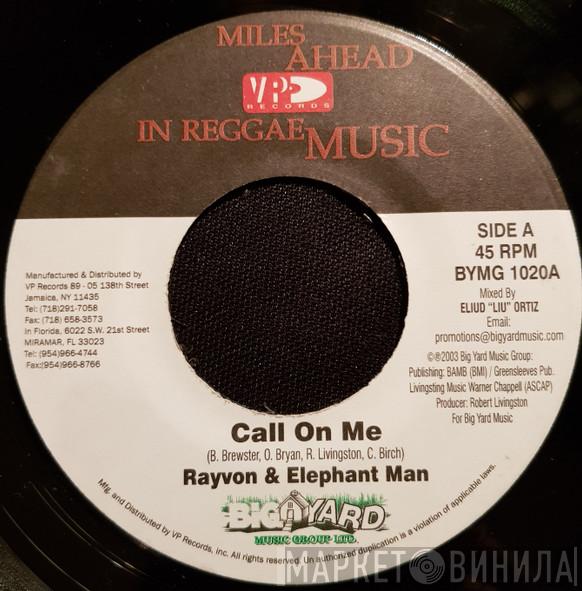 MILES
AHEAD
VP
RECORDS
IN REGGAE
MUSIC
SIDE A
45 RPM
BYMG 1020A
Mixed By
ELIUD "LIU" ORTIZ
Email:
promotions@bigyardmusic.com
©℗2003 Big Yard Music Group:
Publishing: BAMB (BMI) / Greensleeves Pub.
Livingsting Music Warner Chappell (ASCAP)
Producer: Robert Livingston
For Big Yard Music
Manufactured & Distributed by
VP Records 89 - 05 138th Street
Jamaica, NY 11435
Tel: (718)291-7058
Fax: (718) 658-3573
In Florida, 6022 S.W. 21st Street
MIRAMAR, FL 33023
Tel:(954)966-4744
Fax:(954)966-8766
Call On Me
(B. Brewster, O. Bryan, R. Livingston, C. Birch)
Rayvon & Elephant Man
BIG YARD
MUSIC GROUP LTD.
Mfg. and Distributed by VP Records, Inc. All rights reserved. Un authorized duplication is a violation of applicable laws.
МАРКЕТ ВИНИЛА